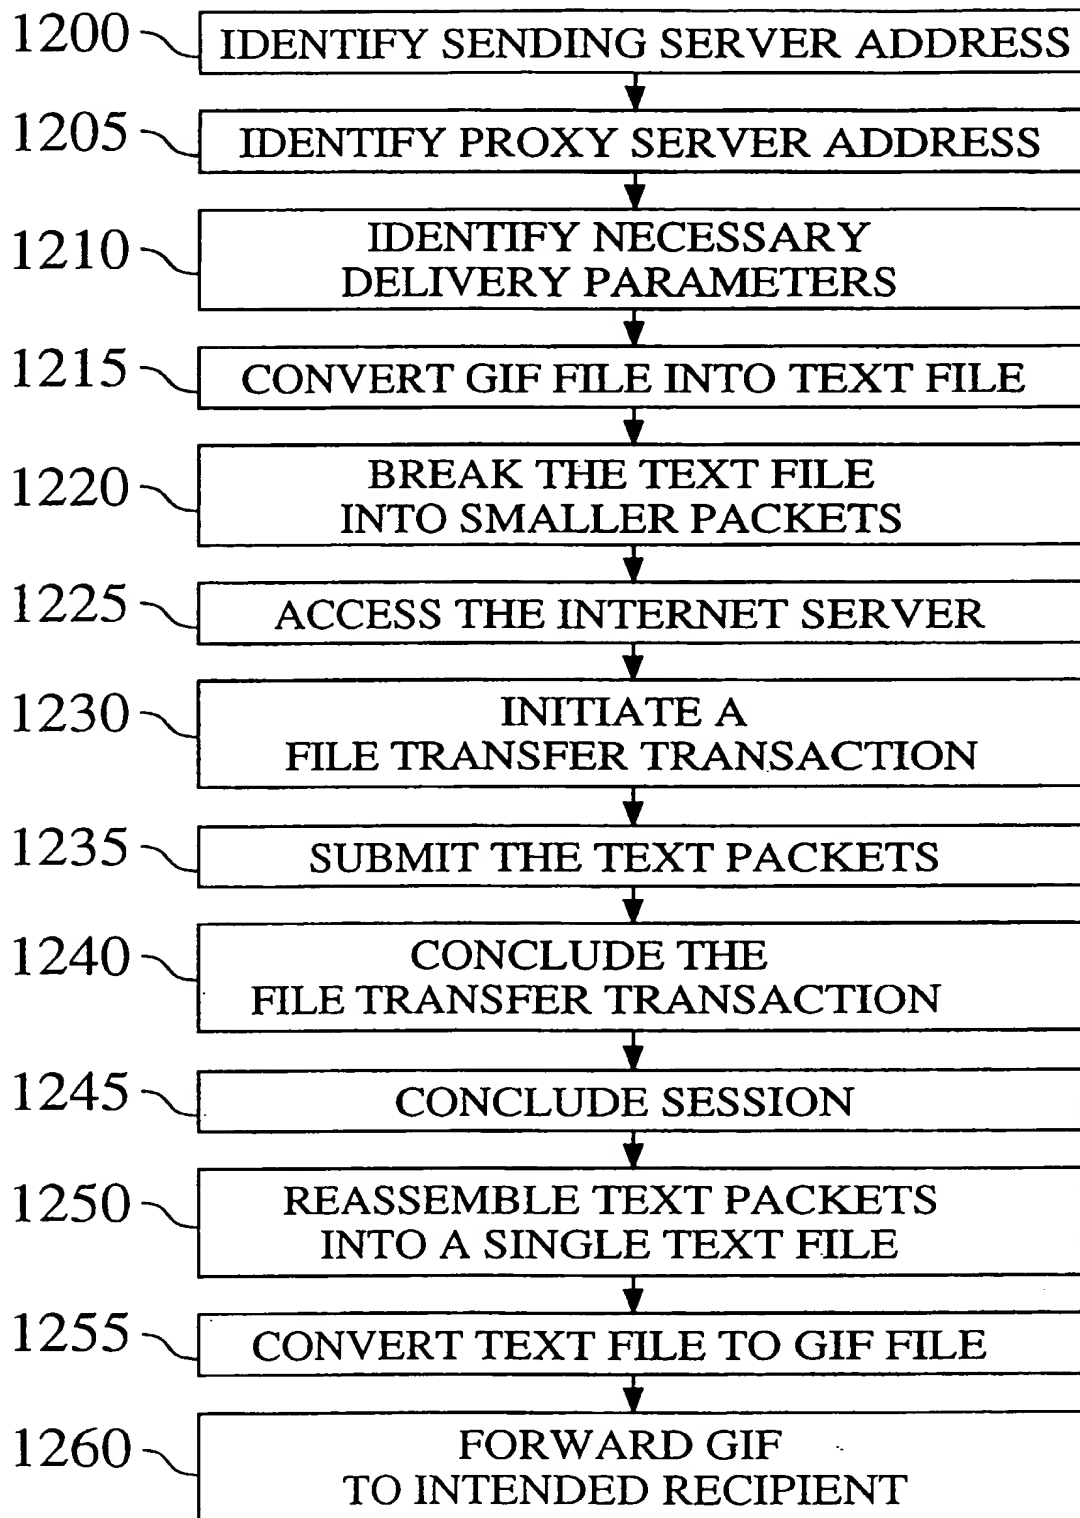 1200 IDENTIFY SENDING SERVER ADDRESS
1205 IDENTIFY PROXY SERVER ADDRESS
1210 IDENTIFY NECESSARY
DELIVERY PARAMETERS
1215 CONVERT GIF FILE INTO TEXT FILE
1220 BREAK THE TEXT FILE
INTO SMALLER PACKETS
1225 ACCESS THE INTERNET SERVER
1230 INITIATE A
FILE TRANSFER TRANSACTION
1235 SUBMIT THE TEXT PACKETS
1240 CONCLUDE THE
FILE TRANSFER TRANSACTION
1245 CONCLUDE SESSION
1250 REASSEMBLE TEXT PACKETS
INTO A SINGLE TEXT FILE
1255 CONVERT TEXT FILE TO GIF FILE
1260 FORWARD GIF
TO INTENDED RECIPIENT